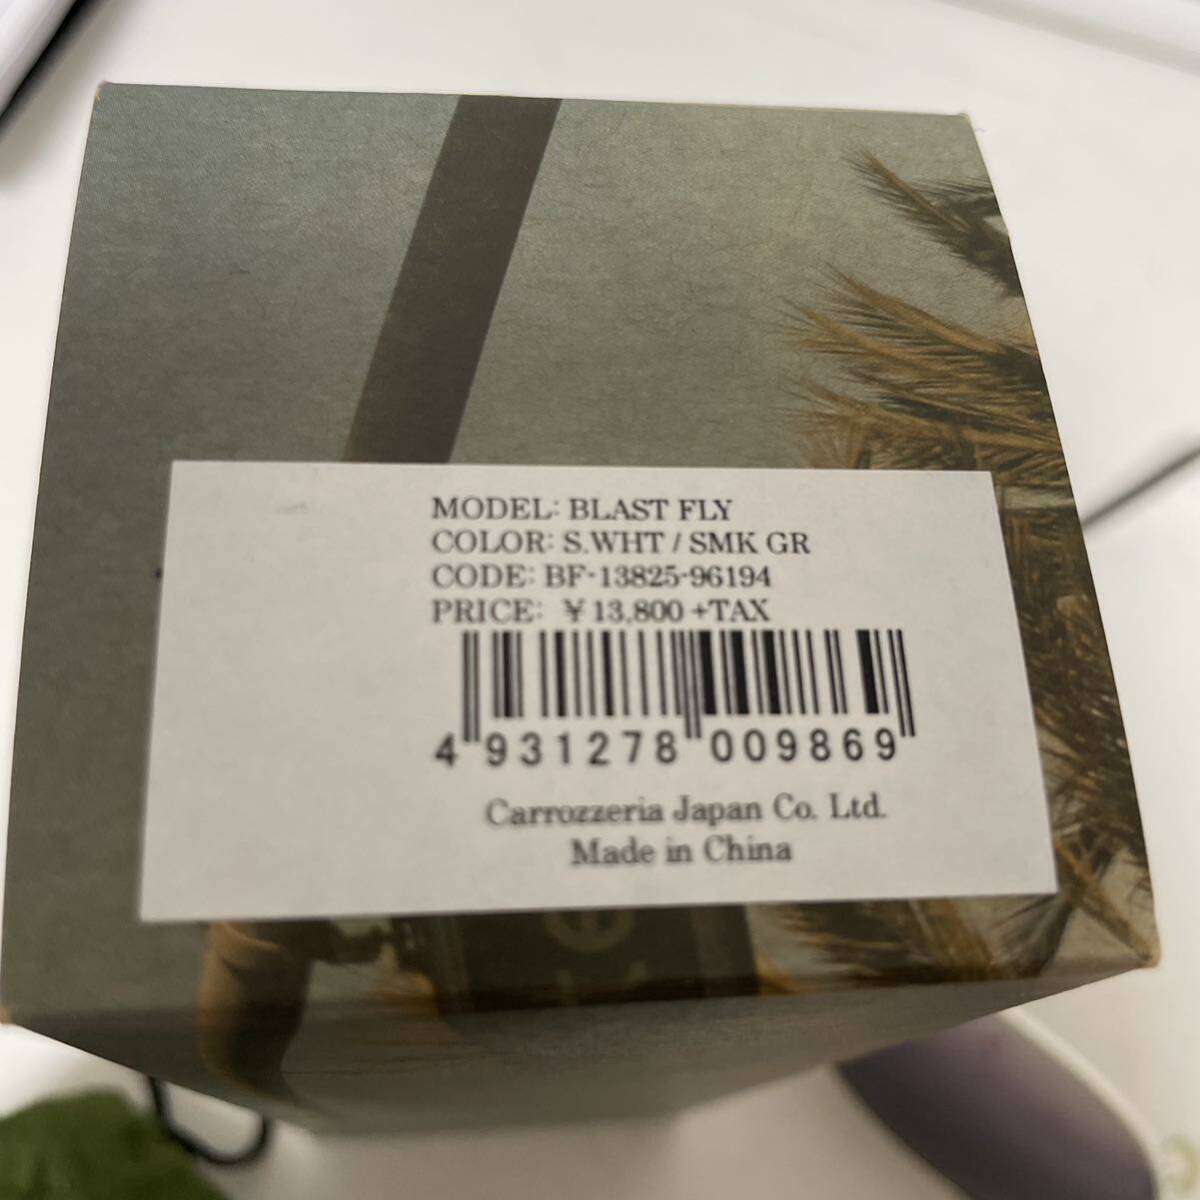 MODEL: BLAST FLY
COLOR: S.WHT / SMK GR
CODE: BF-13825-96194
PRICE: ¥13,800 +TAX
4 931278 009869
Carrozzeria Japan Co. Ltd.
Made in China